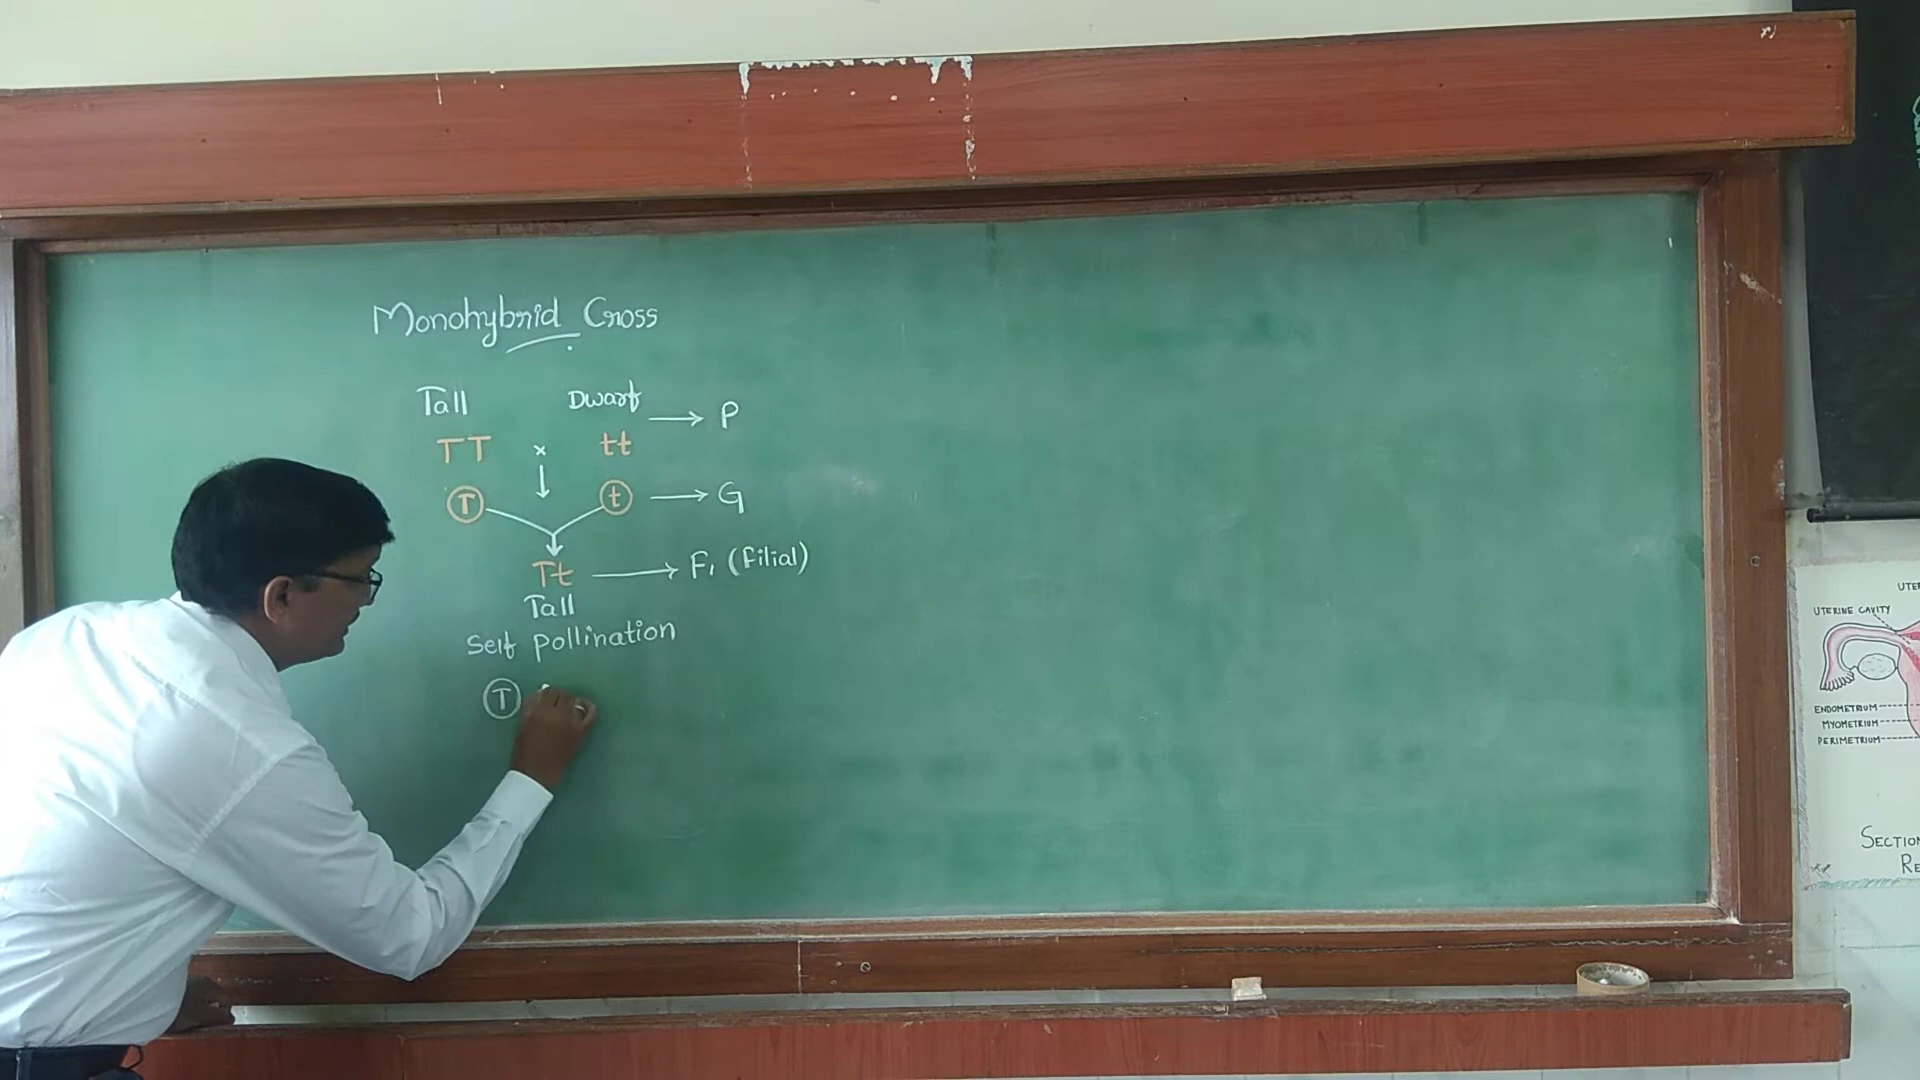 Monohybrid Cross
Tall Dwarf → P
TT × tt
T t → G
Tt → F1 (Filial)
Tall
Self pollination
T
UTERINE CAVITY
ENDOMETRIUM
MYOMETRIUM
PERIMETRIUM